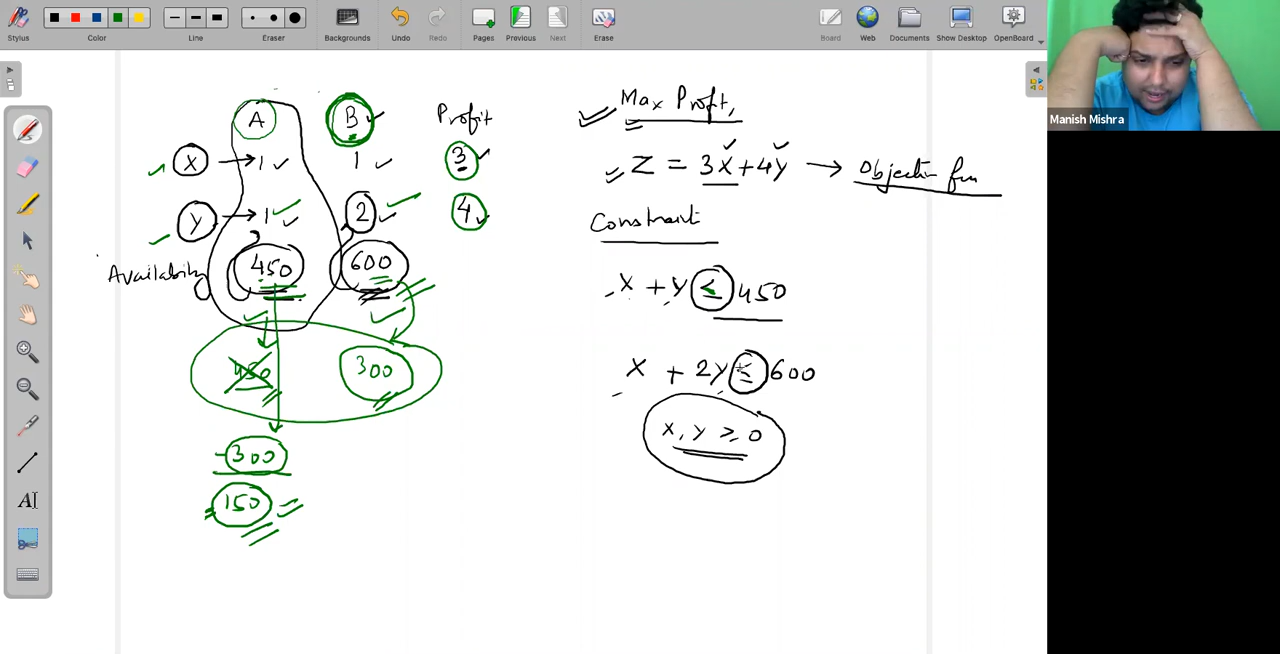 Stylus
Color
Line
Eraser
Backgrounds
Undo
Redo
Pages
Previous
Next
Erase
Board
Web
Documents
Show Desktop
OpenBoard
Manish Mishra
A B Profit
X → 1 1 3
y → 1 2 4
Availability 450 600
450 300
-300
150
Max Profit,
Z = 3x + 4y → Objective fun
Constraint
x + y ≤ 450
x + 2y ≤ 600
x, y ≥ 0
AI